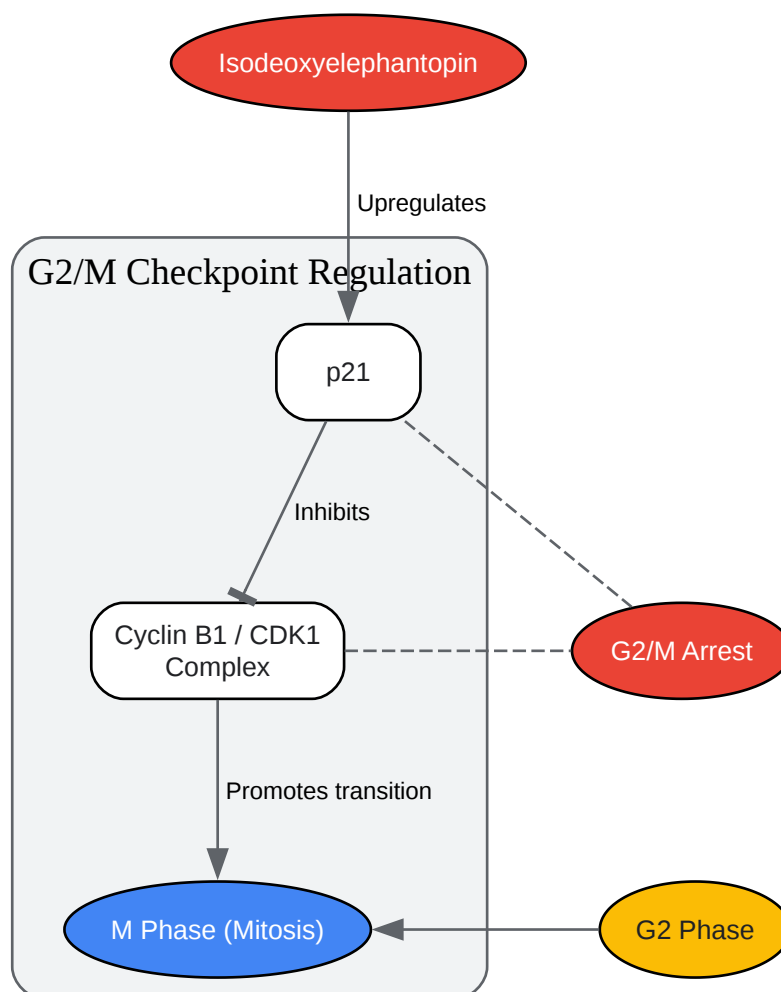 Isodeoxyelephantopin
Upregulates
G2/M Checkpoint Regulation
p21
Inhibits
Cyclin B1 / CDK1
Complex
G2/M Arrest
Promotes transition
M Phase (Mitosis)
G2 Phase